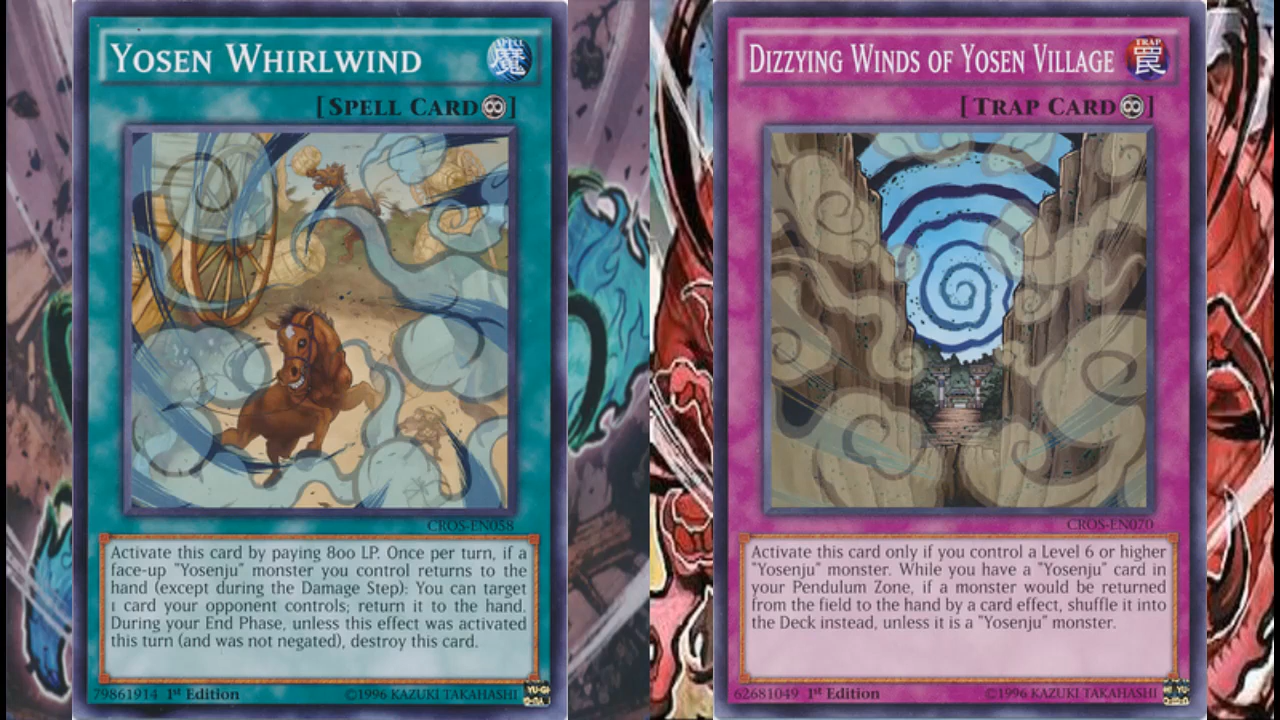 YOSEN WHIRLWIND
SPELL
魔
[SPELL CARD]
CROS-EN058
Activate this card by paying 800 LP. Once per turn, if a
face-up "Yosenju" monster you control returns to the
hand (except during the Damage Step): You can target
1 card your opponent controls; return it to the hand.
During your End Phase, unless this effect was activated
this turn (and was not negated), destroy this card.
79861914 1st Edition ©1996 KAZUKI TAKAHASHI
DIZZYING WINDS OF YOSEN VILLAGE
TRAP
罠
[TRAP CARD]
CROS-EN070
Activate this card only if you control a Level 6 or higher
"Yosenju" monster. While you have a "Yosenju" card in
your Pendulum Zone, if a monster would be returned
from the field to the hand by a card effect, shuffle it into
the Deck instead, unless it is a "Yosenju" monster.
62681049 1st Edition ©1996 KAZUKI TAKAHASHI